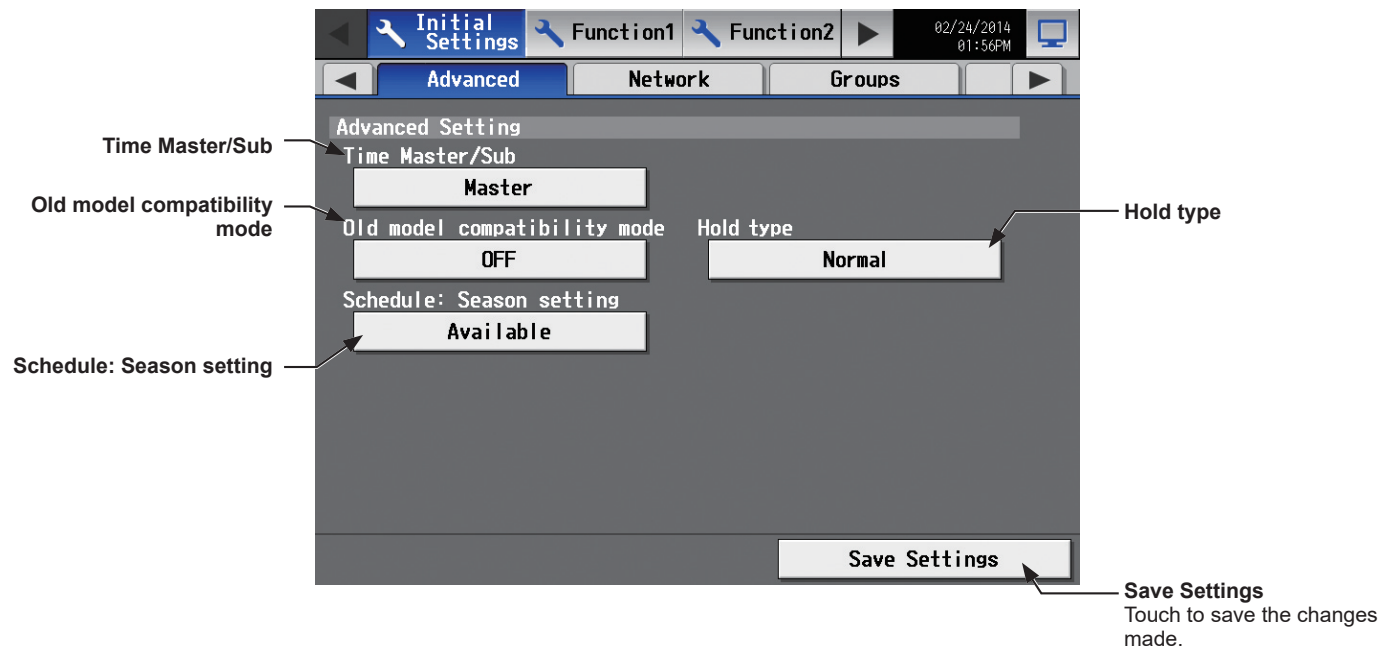 Initial
Settings
Function1
Function2
02/24/2014
01:56PM
Advanced
Network
Groups
Advanced Setting
Time Master/Sub
Time Master/Sub
Master
Old model compatibility
mode
Old model compatibility mode
Hold type
Hold type
OFF
Normal
Schedule: Season setting
Available
Schedule: Season setting
Save Settings
Save Settings
Touch to save the changes
made.